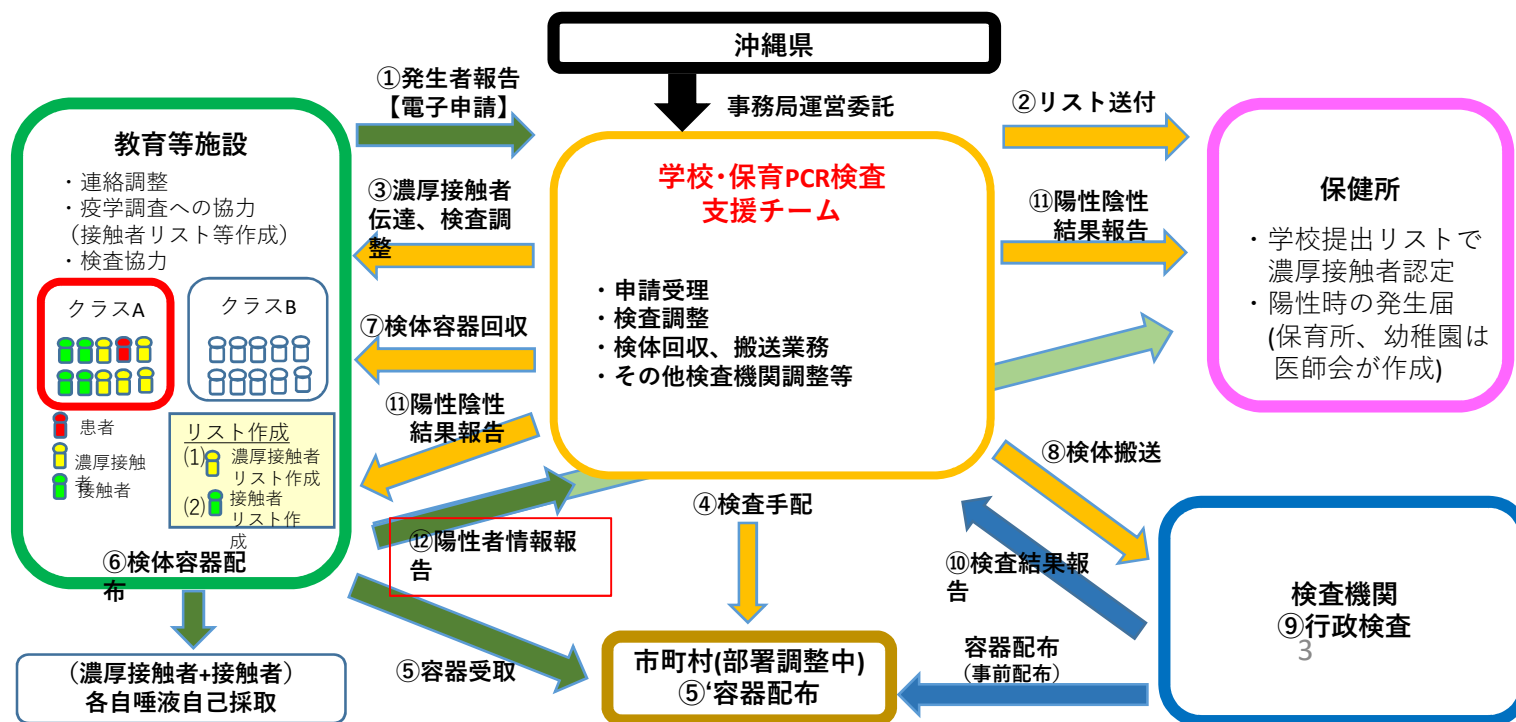 沖縄県
事務局運営委託
①発生者報告
【電子申請】
②リスト送付
教育等施設
・連絡調整
・疫学調査への協力
(接触者リスト等作成)
・検査協力
クラスA
クラスB
患者
濃厚接触
者
接触者
リスト作成
(1)
濃厚接触者
リスト作成
(2)
接触者
リスト作
成
⑥検体容器配
布
(濃厚接触者+接触者)
各自唾液自己採取
③濃厚接触者
伝達、検査調
整
⑦検体容器回収
⑪陽性陰性
結果報告
⑫陽性者情報報
告
⑤容器受取
学校・保育PCR検査
支援チーム
・申請受理
・検査調整
・検体回収、搬送業務
・その他検査機関調整等
④検査手配
市町村(部署調整中)
⑤‘容器配布
⑪陽性陰性
結果報告
保健所
・学校提出リストで
濃厚接触者認定
・陽性時の発生届
(保育所、幼稚園は
医師会が作成)
⑧検体搬送
⑩検査結果報
告
容器配布
(事前配布)
検査機関
⑨行政検査
3